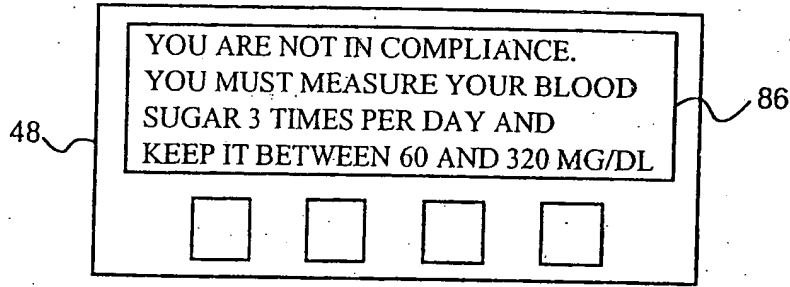 YOU ARE NOT IN COMPLIANCE.
YOU MUST MEASURE YOUR BLOOD
SUGAR 3 TIMES PER DAY AND
KEEP IT BETWEEN 60 AND 320 MG/DL
86
48